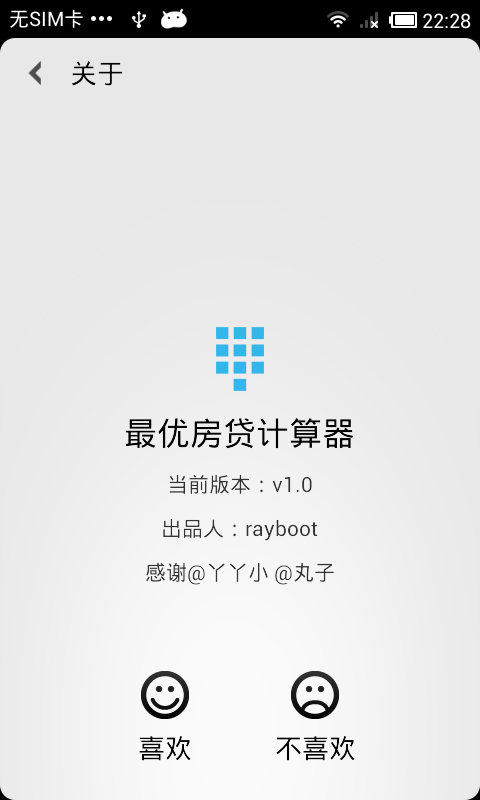 无SIM卡 ••• 22:28
关于
最优房贷计算器
当前版本：v1.0
出品人：rayboot
感谢@丫丫小 @丸子
喜欢 不喜欢